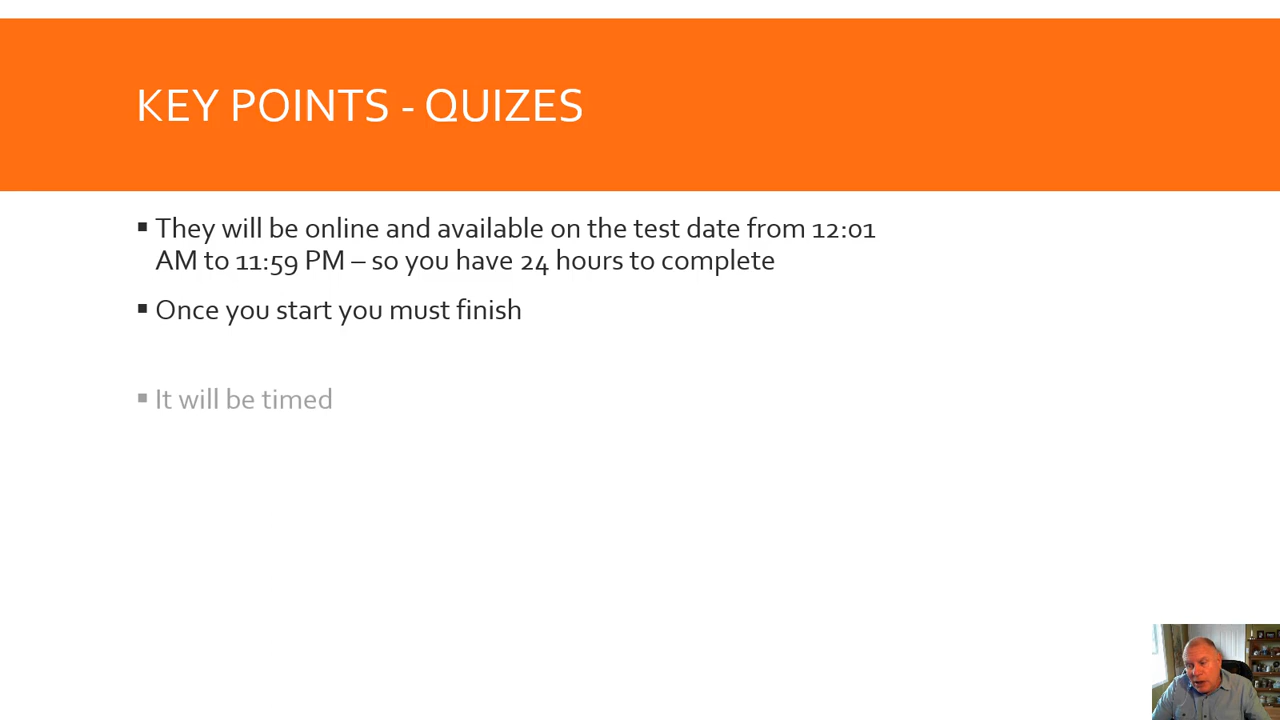 KEY POINTS - QUIZES
▪ They will be online and available on the test date from 12:01
AM to 11:59 PM – so you have 24 hours to complete
▪ Once you start you must finish
▪ It will be timed